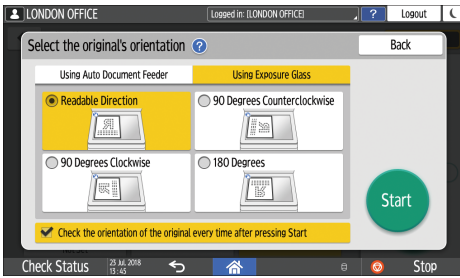 LONDON OFFICE
Logged in: [LONDON OFFICE]
?
Logout
Select the original's orientation ?
Back
Using Auto Document Feeder
Using Exposure Glass
Readable Direction
90 Degrees Counterclockwise
90 Degrees Clockwise
180 Degrees
Start
Check the orientation of the original every time after pressing Start
Check Status
23 JUL 2018
13:45
Stop